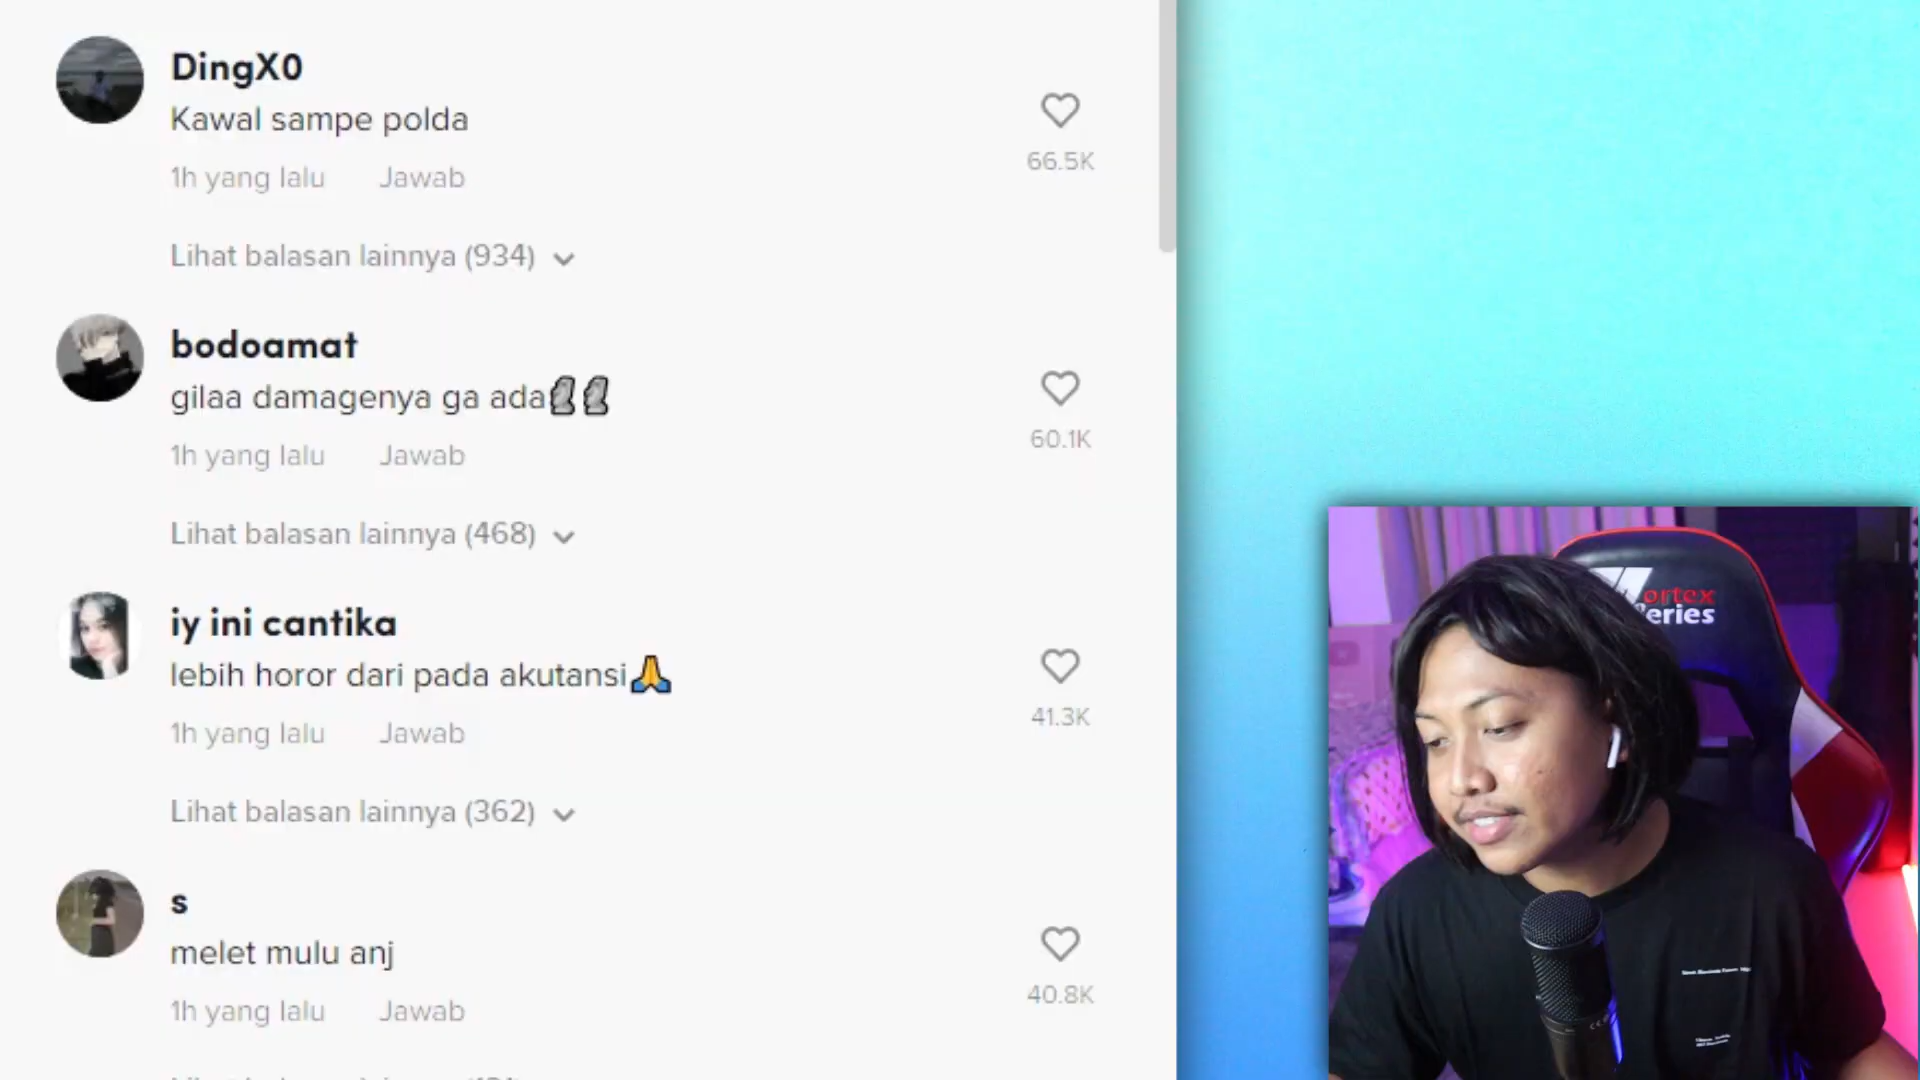 DingX0
Kawal sampe polda
66.5K
1h yang lalu Jawab
Lihat balasan lainnya (934)
bodoamat
gilaa damagenya ga ada🗿🗿
60.1K
1h yang lalu Jawab
Lihat balasan lainnya (468)
iy ini cantika
lebih horor dari pada akutansi🙏
41.3K
1h yang lalu Jawab
Lihat balasan lainnya (362)
s
melet mulu anj
40.8K
1h yang lalu Jawab
ortex
eries